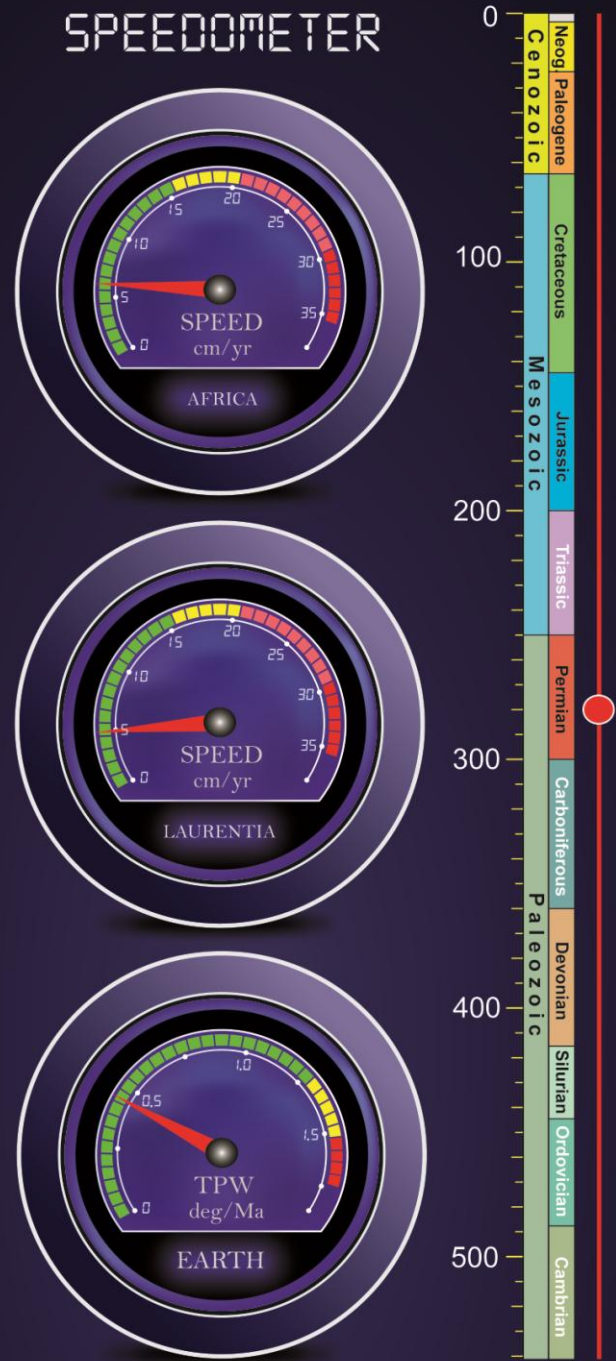 SPEEDOMETER
0
5
10
15
20
25
30
35
SPEED
cm/yr
AFRICA
0
5
10
15
20
25
30
35
SPEED
cm/yr
LAURENTIA
0
0.5
1.0
1.5
TPW
deg/Ma
EARTH
0
100
200
300
400
500
Cenozoic
Mesozoic
Paleozoic
Neog.
Paleogene
Cretaceous
Jurassic
Triassic
Permian
Carboniferous
Devonian
Silurian
Ordovician
Cambrian